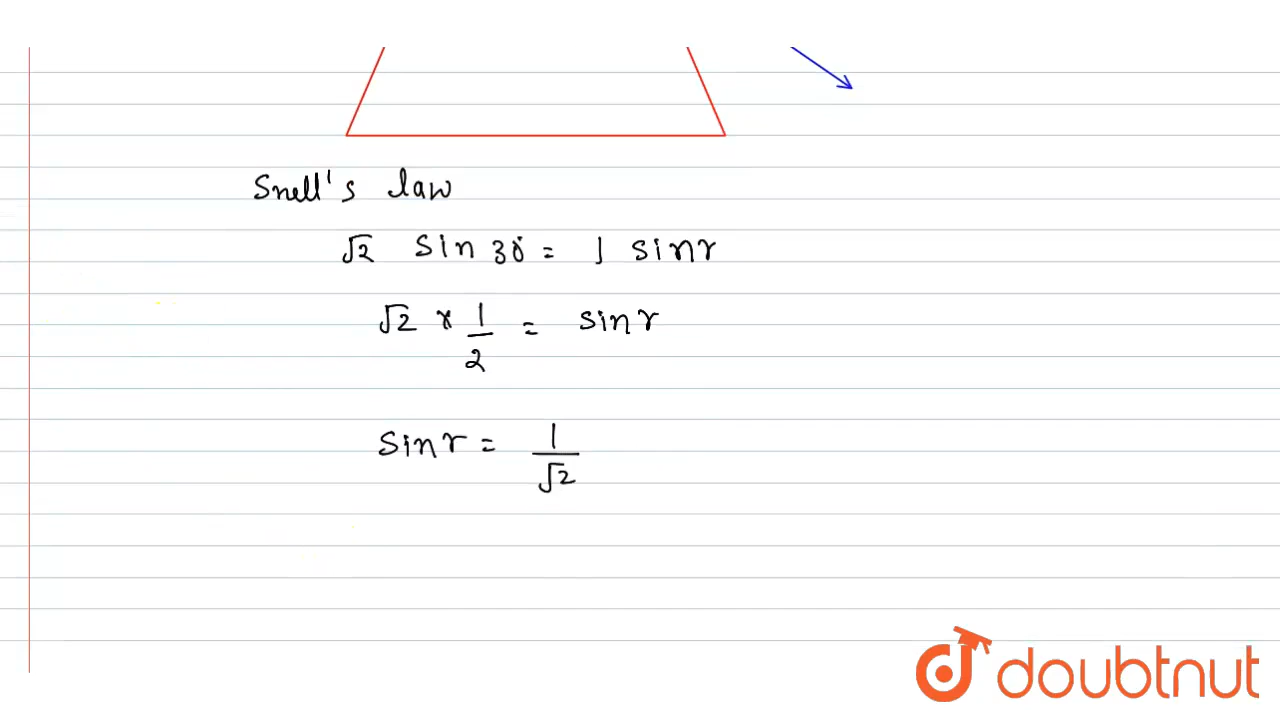 Snell's law
√2 sin 30° = 1 sin r
√2 × 1/2 = sin r
sin r = 1/√2
doubtnut